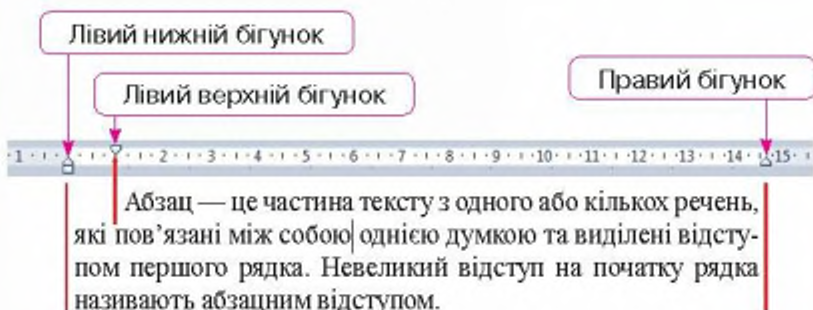 Лівий нижній бігунок
Лівий верхній бігунок
Правий бігунок
1 2 3 4 5 6 7 8 9 10 11 12 13 14 15
Абзац — це частина тексту з одного або кількох речень,
які пов’язані між собою однією думкою та виділені відсту-
пом першого рядка. Невеликий відступ на початку рядка
називають абзацним відступом.